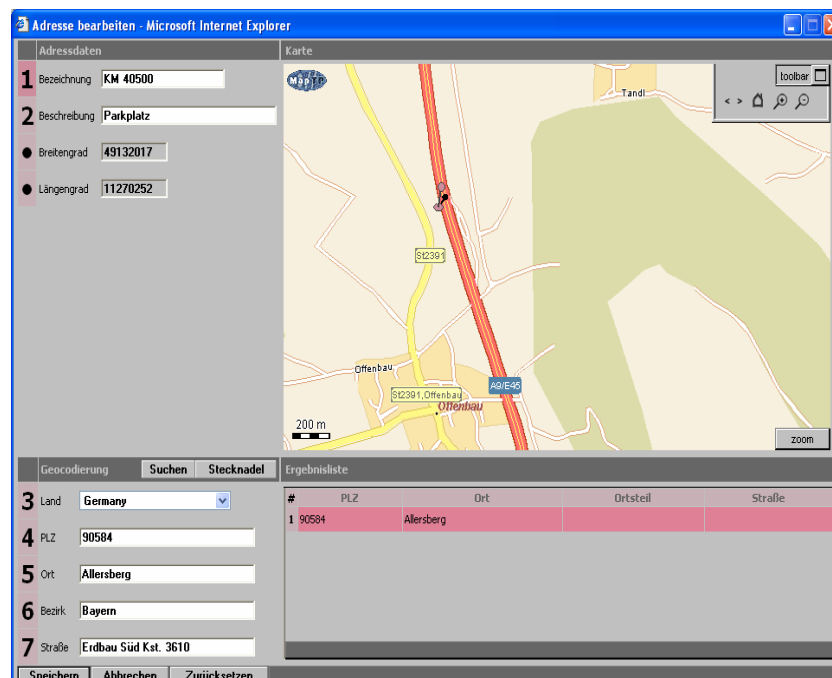 Adresse bearbeiten - Microsoft Internet Explorer
Adressdaten
1 Bezeichnung KM 40500
2 Beschreibung Parkplatz
Breitengrad 49132017
Längengrad 11270252
Karte
MapTP
toolbar
< >
Tandl
St2391
Offenbau
St2391,Offenbau
Offenbau
A9/E45
200 m
zoom
Geocodierung Suchen Stecknadel
3 Land Germany
4 PLZ 90584
5 Ort Allersberg
6 Bezirk Bayern
7 Straße Erdbau Süd Kst. 3610
Ergebnisliste
# PLZ Ort Ortsteil Straße
1 90584 Allersberg
Speichern Abbrechen Zurücksetzen